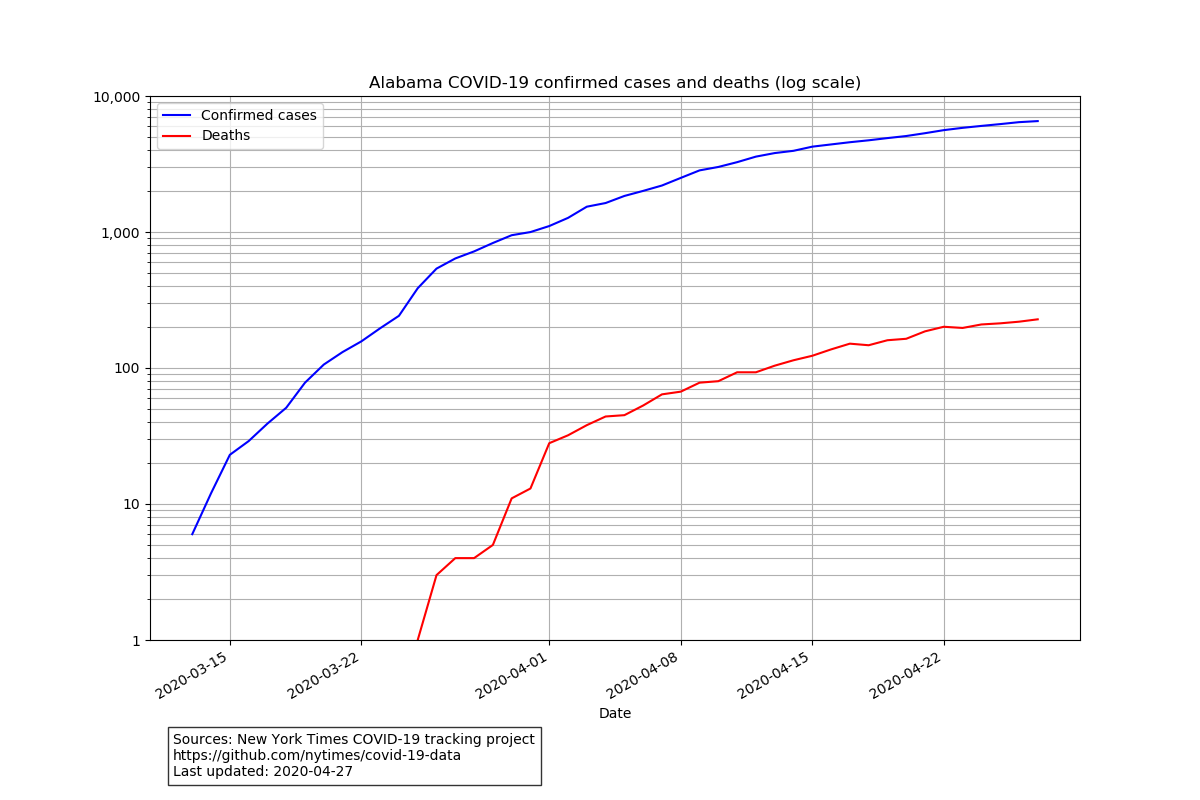 Alabama COVID-19 confirmed cases and deaths (log scale)
10,000
Confirmed cases
Deaths
1,000
100
10
1
2020-03-15
2020-03-22
2020-04-01
2020-04-08
2020-04-15
2020-04-22
Date
Sources: New York Times COVID-19 tracking project
https://github.com/nytimes/covid-19-data
Last updated: 2020-04-27